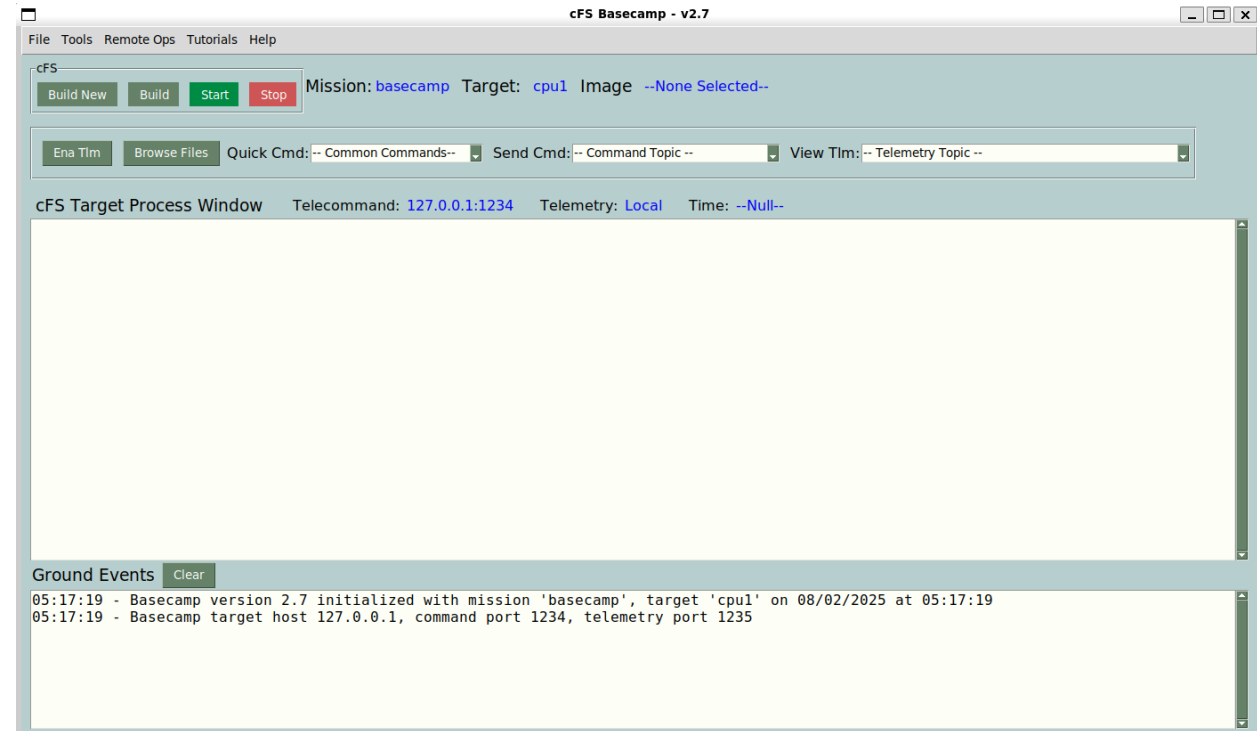 cFS Basecamp - v2.7
File Tools Remote Ops Tutorials Help
cFS
Build New Build Start Stop Mission: basecamp Target: cpu1 Image --None Selected--
Ena Tlm Browse Files Quick Cmd: -- Common Commands-- Send Cmd: -- Command Topic -- View Tlm: -- Telemetry Topic --
cFS Target Process Window Telecommand: 127.0.0.1:1234 Telemetry: Local Time: --Null--
Ground Events Clear
05:17:19 - Basecamp version 2.7 initialized with mission 'basecamp', target 'cpu1' on 08/02/2025 at 05:17:19
05:17:19 - Basecamp target host 127.0.0.1, command port 1234, telemetry port 1235